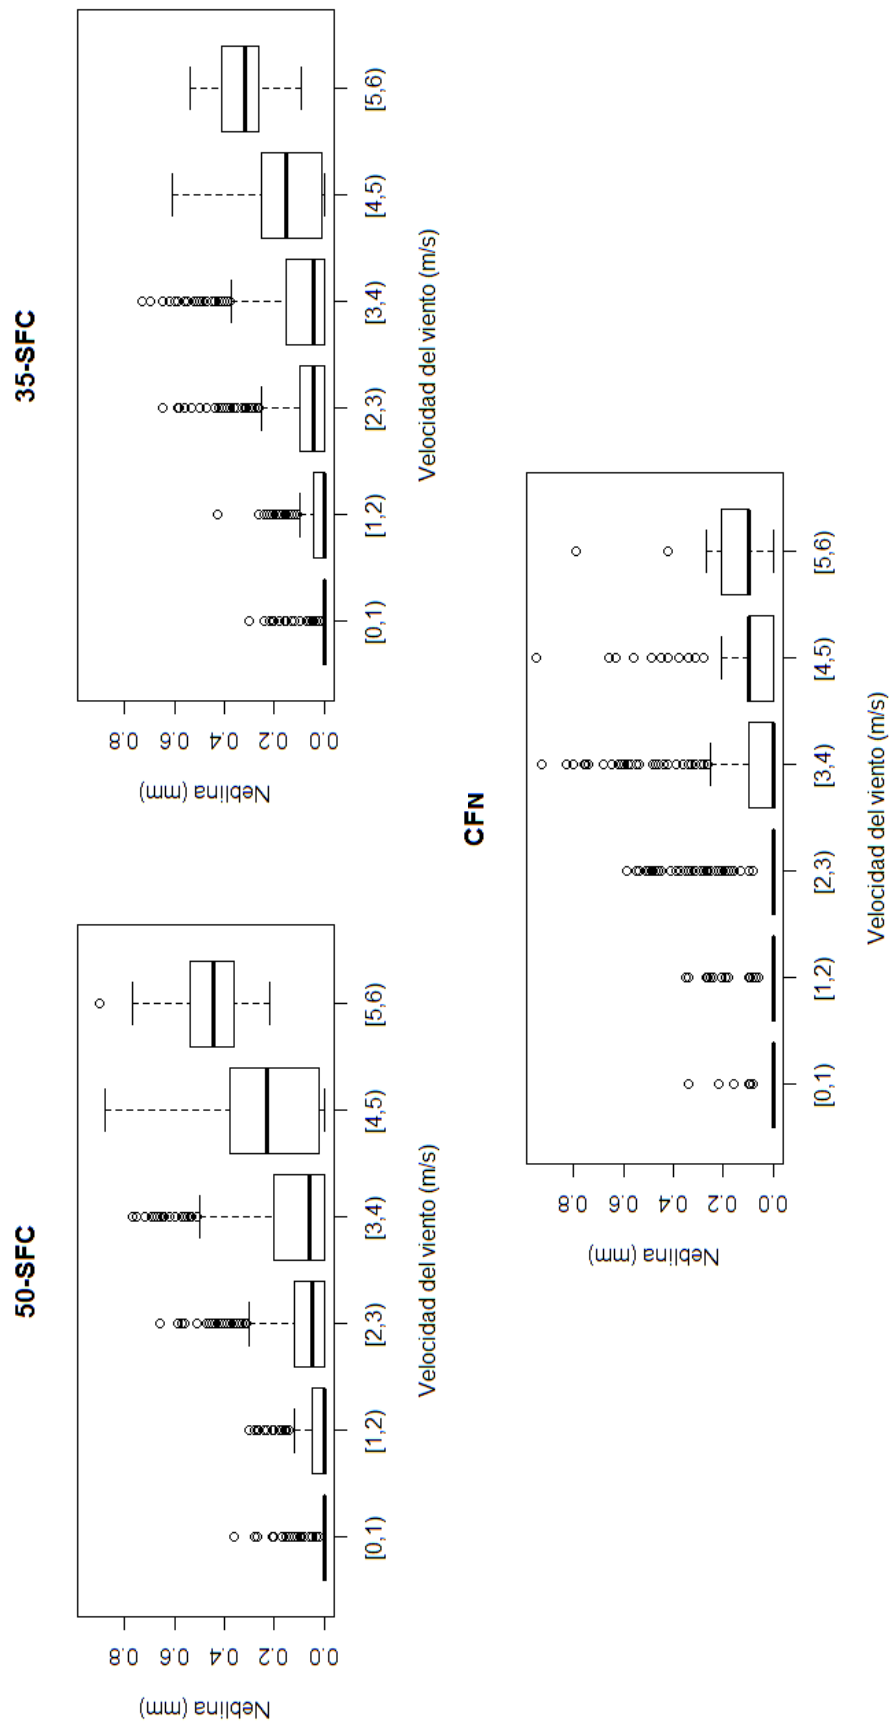 50-SFC
Neblina (mm)
0.0 0.2 0.4 0.6 0.8
[0,1) [1,2) [2,3) [3,4) [4,5) [5,6)
Velocidad del viento (m/s)
35-SFC
Neblina (mm)
0.0 0.2 0.4 0.6 0.8
[0,1) [1,2) [2,3) [3,4) [4,5) [5,6)
Velocidad del viento (m/s)
CFN
Neblina (mm)
0.0 0.2 0.4 0.6 0.8
[0,1) [1,2) [2,3) [3,4) [4,5) [5,6)
Velocidad del viento (m/s)